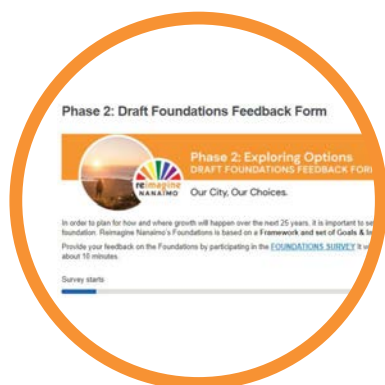 Phase 2: Draft Foundations Feedback Form
Phase 2: Exploring Options
DRAFT FOUNDATIONS FEEDBACK FOR
reimagine
NANAIMO
Our City, Our Choices.
In order to plan for how and where growth will happen over the next 25 years, it is important to se
foundation. Reimagine Nanaimo's Foundations is based on a Framework and set of Goals & In
Provide your feedback on the Foundations by participating in the FOUNDATIONS SURVEY It w
about 10 minutes
Survey starts